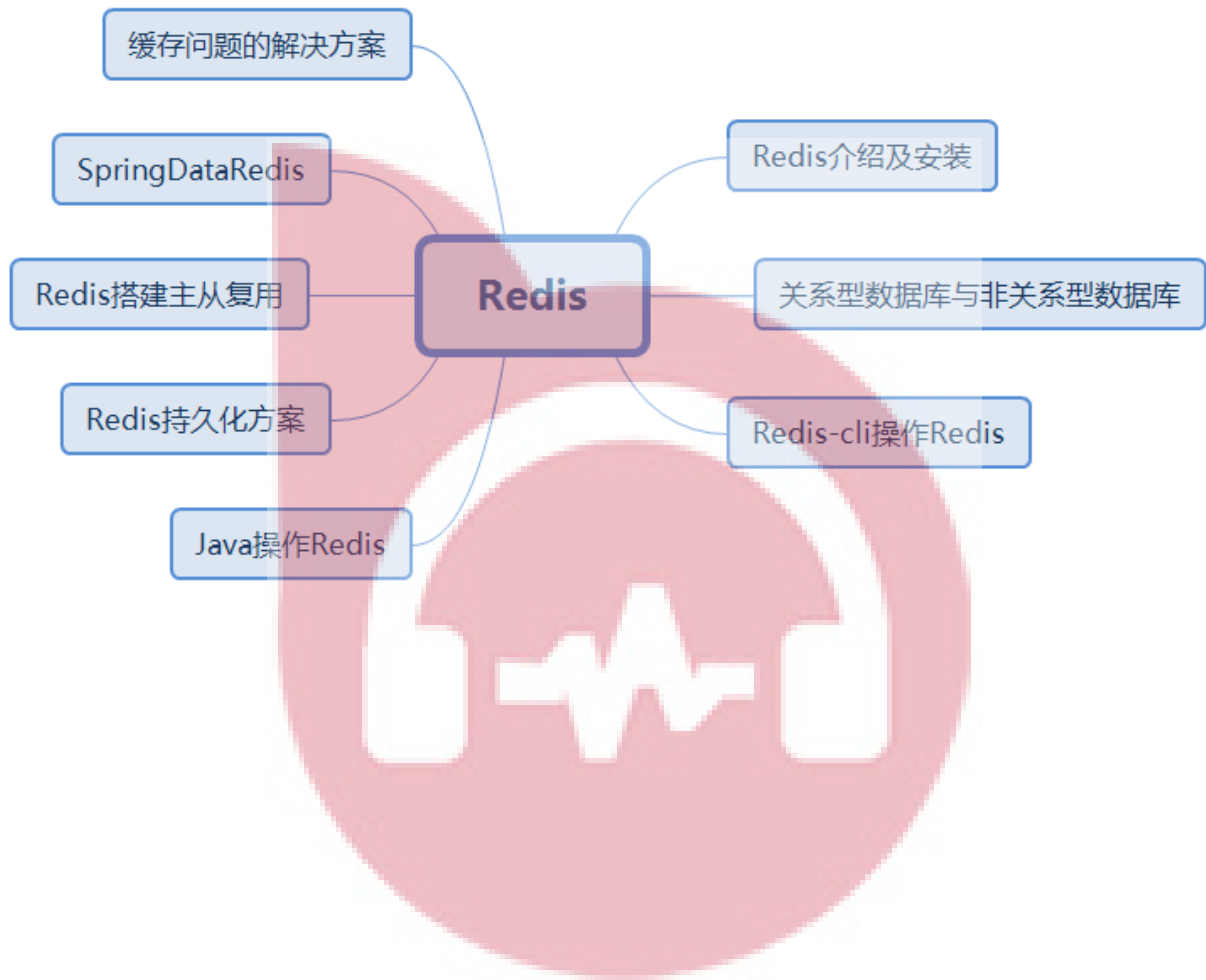 缓存问题的解决方案
SpringDataRedis
Redis介绍及安装
Redis搭建主从复用
Redis
关系型数据库与非关系型数据库
Redis持久化方案
Redis-cli操作Redis
Java操作Redis